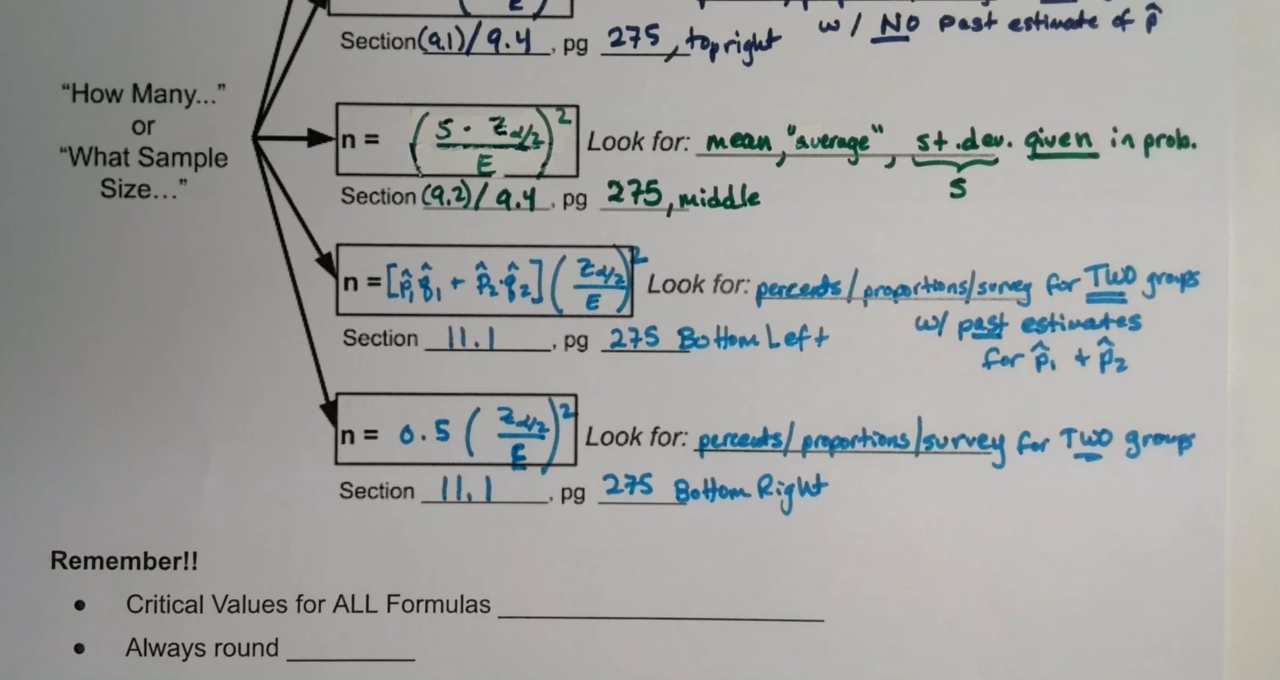 Section (9.1)/ 9.4, pg 275, top right w/ NO past estimate of p̂
"How Many..."
or
"What Sample
Size..."
n = (s · Zα/2 / E)² Look for: mean, "average", st. dev. given in prob.
s
Section (9.2)/ 9.4, pg 275, middle
n = [p̂₁q̂₁ + p̂₂·q̂₂] (Zα/2 / E)² Look for: percents/proportions/survey for TWO groups
w/ past estimates
for p̂₁ + p̂₂
Section 11.1, pg 275 Bottom Left
n = 0.5 (Zα/2 / E)² Look for: percents/proportions/survey for TWO groups
Section 11.1, pg 275 Bottom Right
Remember!!
• Critical Values for ALL Formulas
• Always round